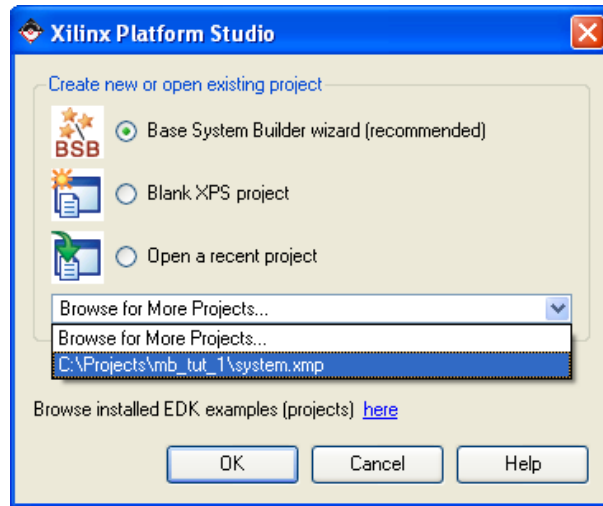 Xilinx Platform Studio
Create new or open existing project
BSB
Base System Builder wizard (recommended)
Blank XPS project
Open a recent project
Browse for More Projects...
Browse for More Projects...
C:\Projects\mb_tut_1\system.xmp
Browse installed EDK examples (projects) here
OK Cancel Help